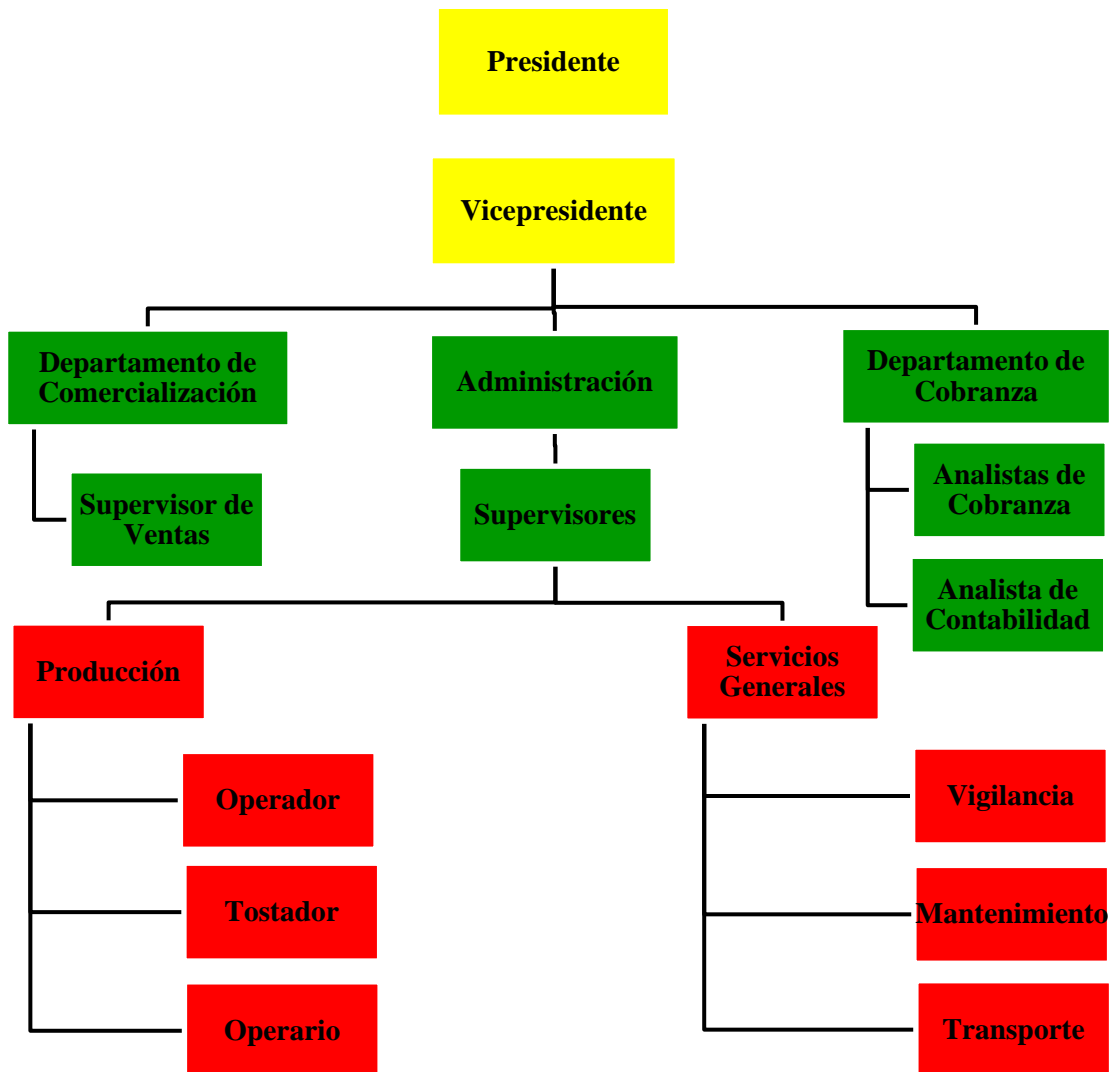 Presidente
Vicepresidente
Departamento de
Comercialización
Administración
Departamento de
Cobranza
Supervisor de
Ventas
Supervisores
Analistas de
Cobranza
Analista de
Contabilidad
Producción
Servicios
Generales
Operador
Vigilancia
Tostador
Mantenimiento
Operario
Transporte